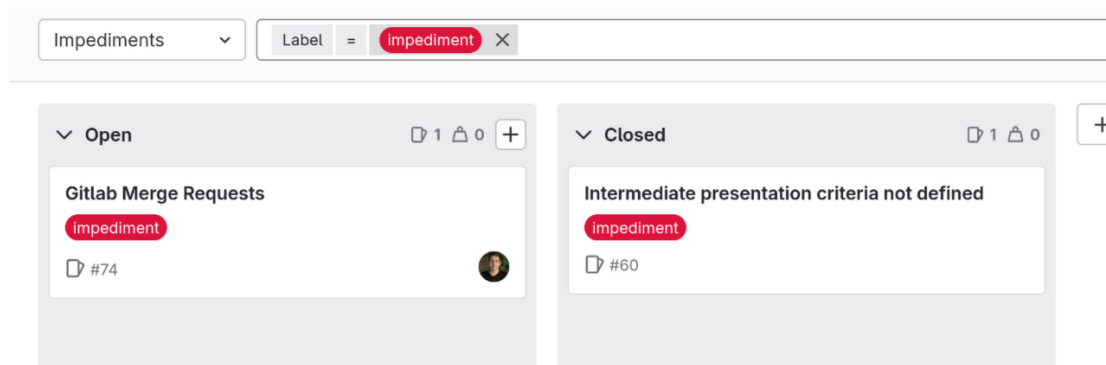 Impediments
Label = impediment
Open 1 0
Gitlab Merge Requests
impediment
#74
Closed 1 0
Intermediate presentation criteria not defined
impediment
#60